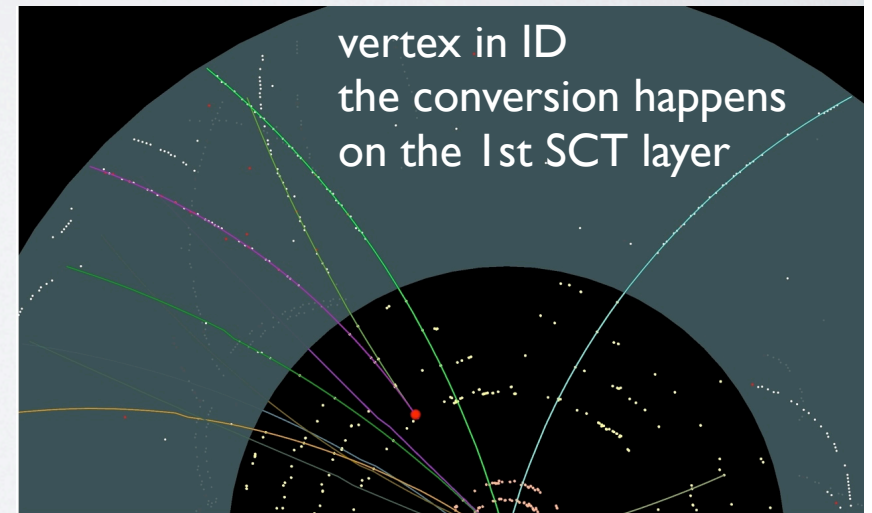 vertex in ID
the conversion happens
on the 1st SCT layer